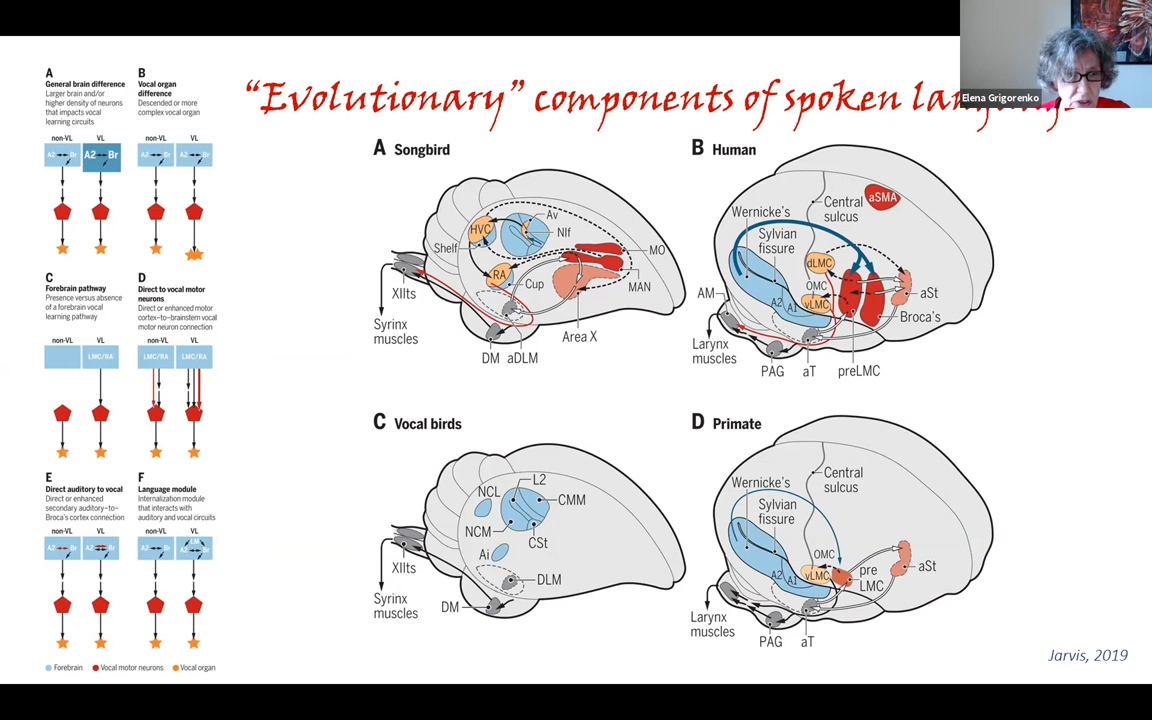 "Evolutionary" components of spoken language
Elena Grigorenko
A
General brain difference
Larger brain and/or
higher density of neurons
that impacts vocal
learning circuits
non-VL
VL
A2
Br
A2
Br
B
Vocal organ
difference
Descended or more
complex vocal organ
non-VL
VL
A2
Br
A2
Br
C
Forebrain pathway
Presence versus absence
of a forebrain vocal
learning pathway
non-VL
VL
LMC/RA
D
Direct to vocal motor
neurons
Direct or enhanced motor
cortex–to–brainstem vocal
motor neuron connection
non-VL
VL
LMC/RA
LMC/RA
E
Direct auditory to vocal
Direct or enhanced
secondary auditory–to–
Broca's cortex connection
non-VL
VL
A2
Br
A2
Br
F
Language module
Internalization module
that interacts with
auditory and vocal circuits
non-VL
VL
A2
Br
A2
Br
Forebrain
Vocal motor neurons
Vocal organ
A Songbird
HVC
Av
NIf
Shelf
MO
RA
Cup
MAN
XIIts
Area X
Syrinx
muscles
DM
aDLM
B Human
Central
sulcus
aSMA
Wernicke's
Sylvian
fissure
dLMC
OMC
vLMC
A2
A1
aSt
Broca's
AM
Larynx
muscles
PAG
aT
preLMC
C Vocal birds
L2
NCL
CMM
NCM
CSt
Ai
XIIts
DLM
Syrinx
muscles
DM
D Primate
Central
sulcus
Wernicke's
Sylvian
fissure
OMC
vLMC
A2
A1
pre
LMC
aSt
Larynx
muscles
PAG
aT
Jarvis, 2019